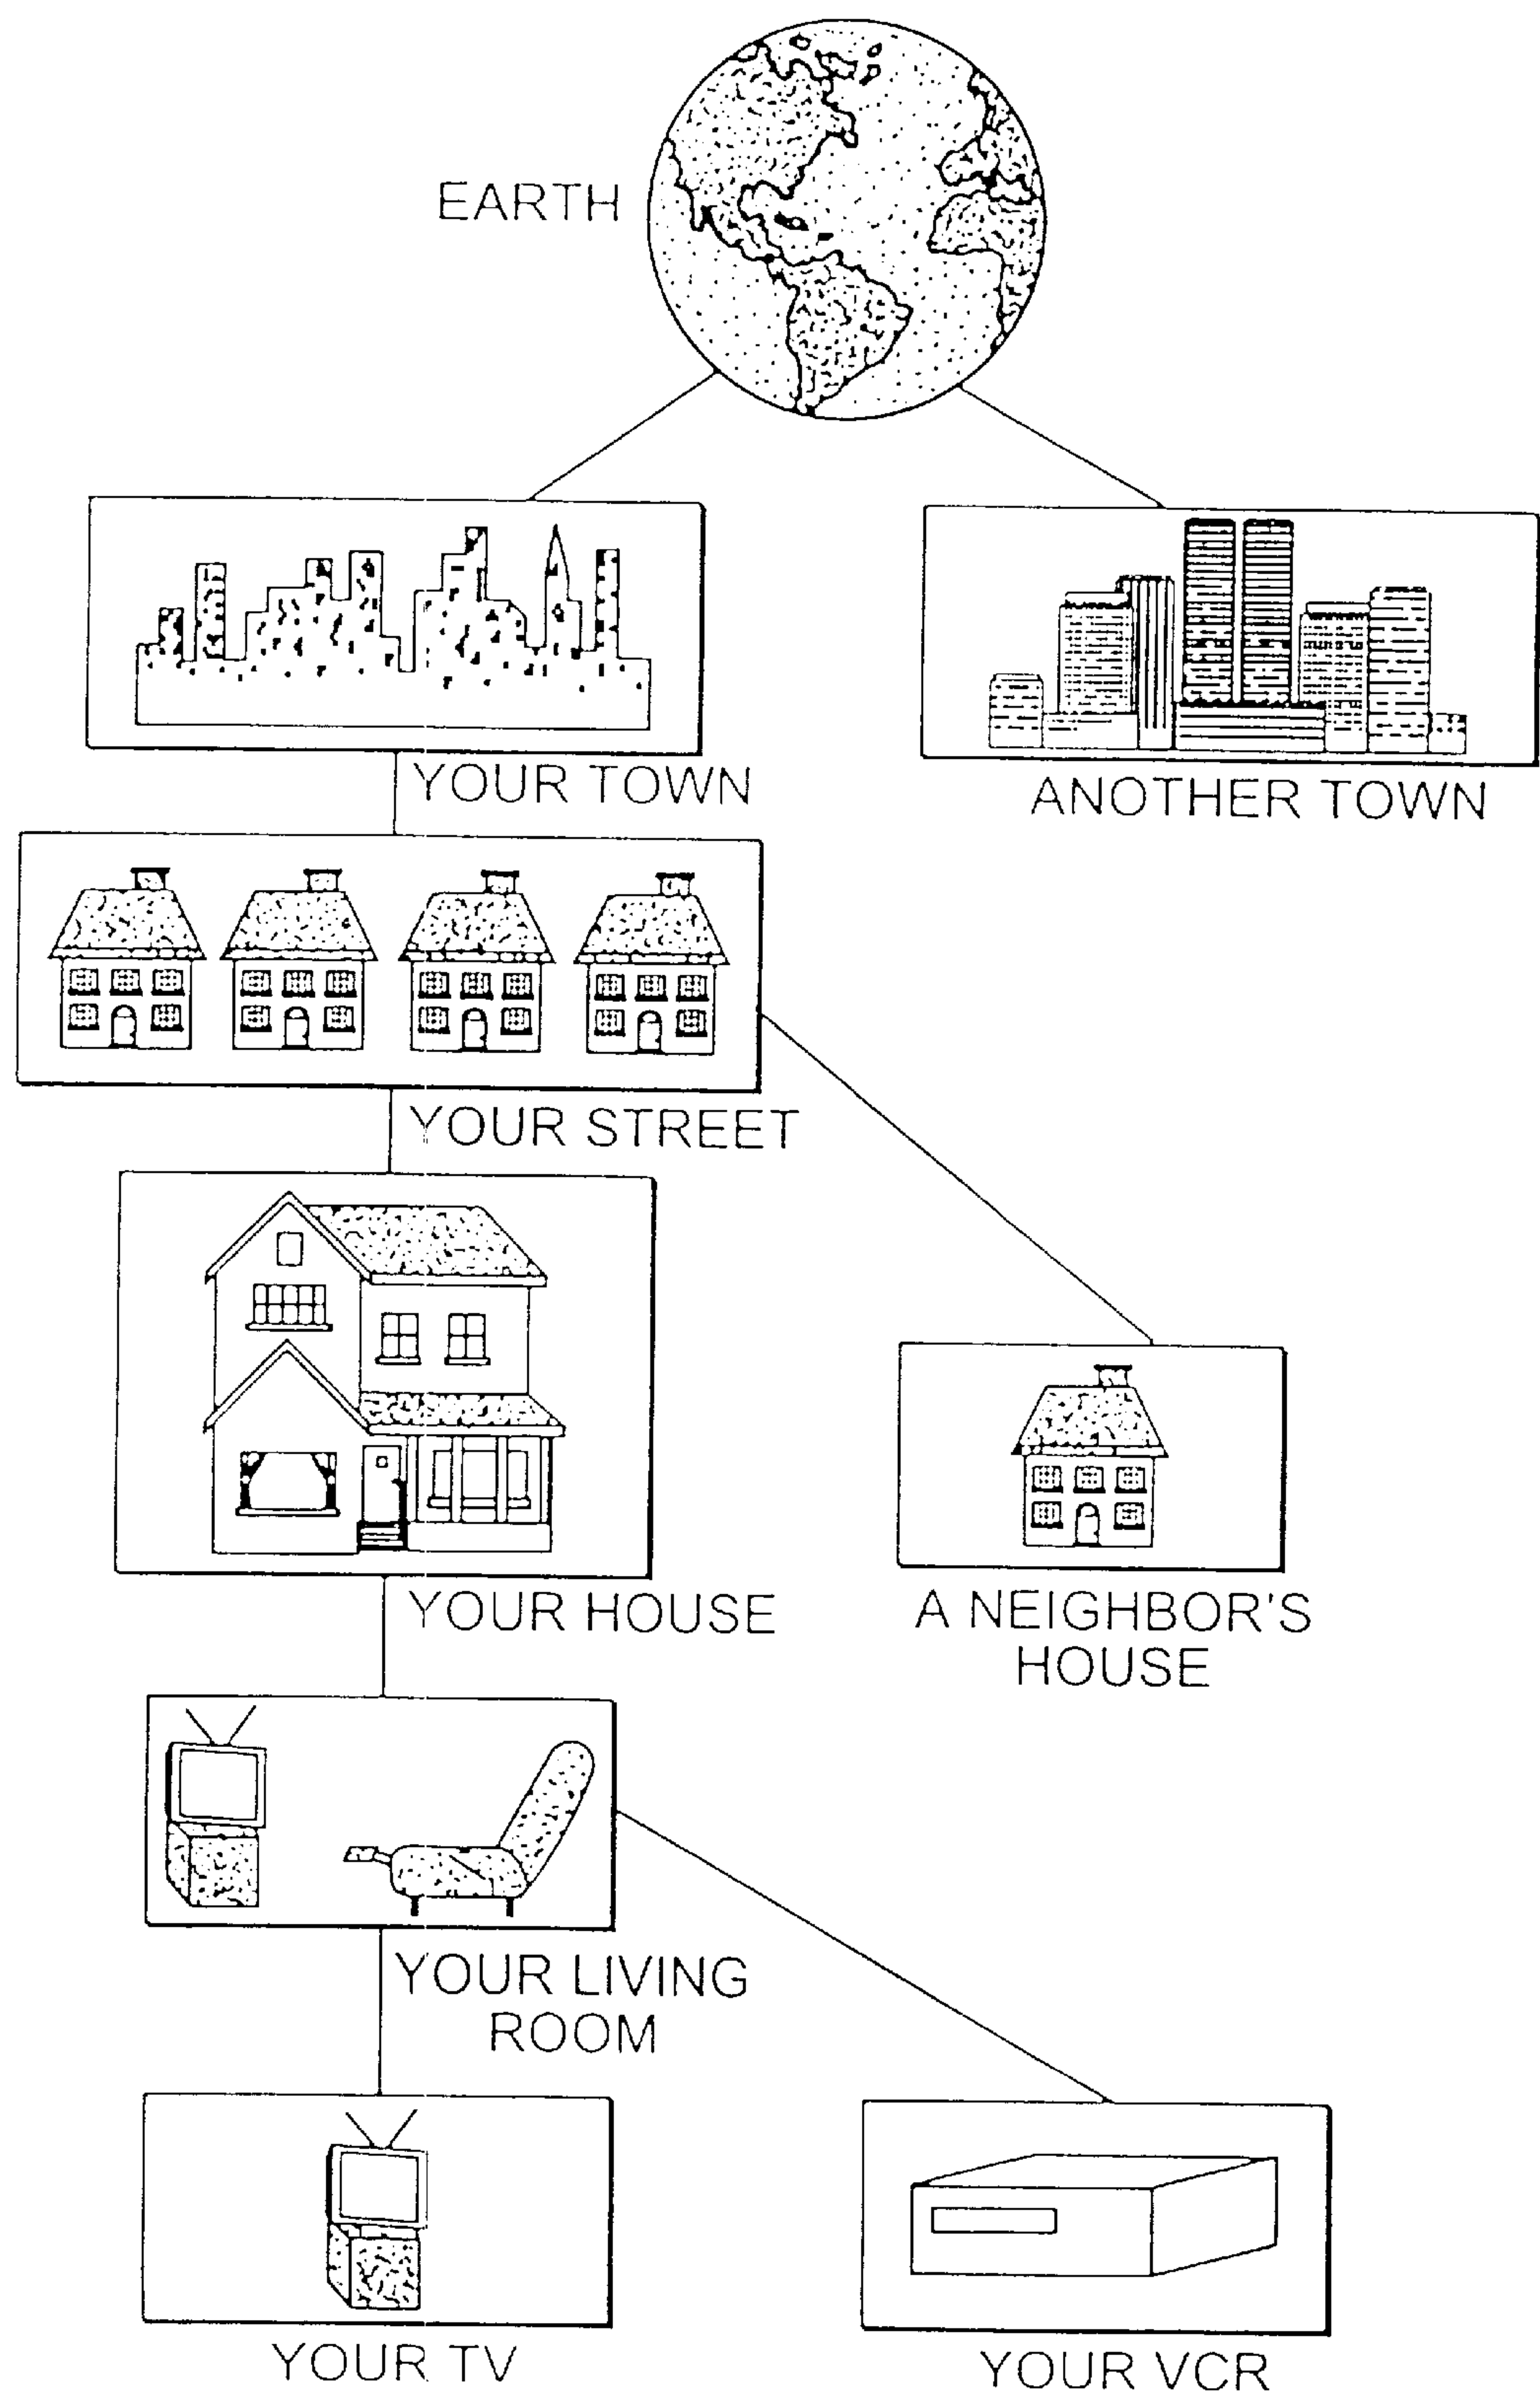 EARTH
YOUR TOWN
ANOTHER TOWN
YOUR STREET
YOUR HOUSE
A NEIGHBOR'S
HOUSE
YOUR LIVING
ROOM
YOUR TV
YOUR VCR